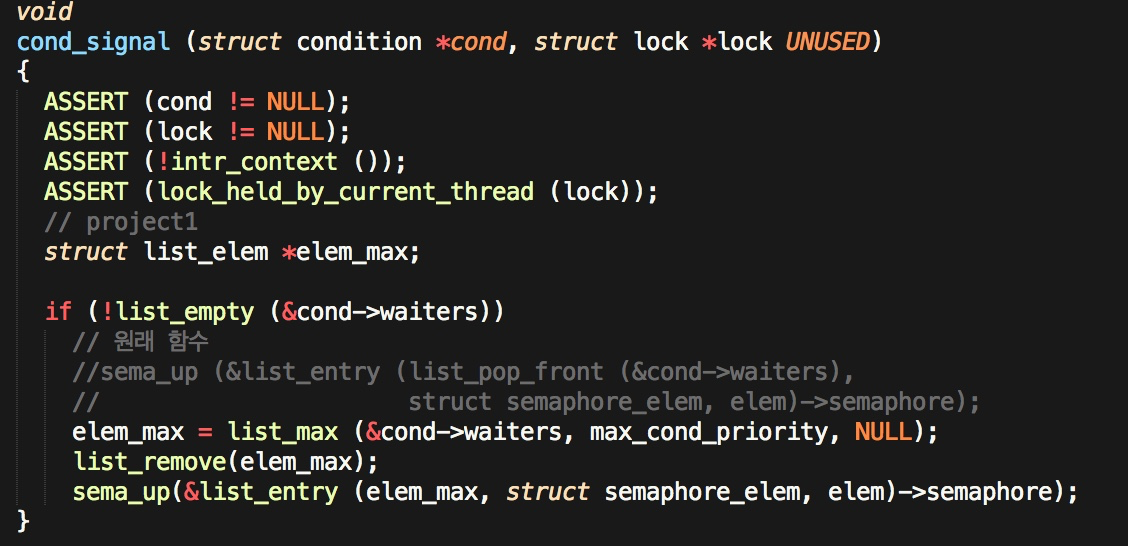 void
cond_signal (struct condition *cond, struct lock *lock UNUSED)
{
  ASSERT (cond != NULL);
  ASSERT (lock != NULL);
  ASSERT (!intr_context ());
  ASSERT (lock_held_by_current_thread (lock));
  // project1
  struct list_elem *elem_max;

  if (!list_empty (&cond->waiters))
    // 원래 함수
    //sema_up (&list_entry (list_pop_front (&cond->waiters),
    //                      struct semaphore_elem, elem)->semaphore);
    elem_max = list_max (&cond->waiters, max_cond_priority, NULL);
    list_remove(elem_max);
    sema_up(&list_entry (elem_max, struct semaphore_elem, elem)->semaphore);
}